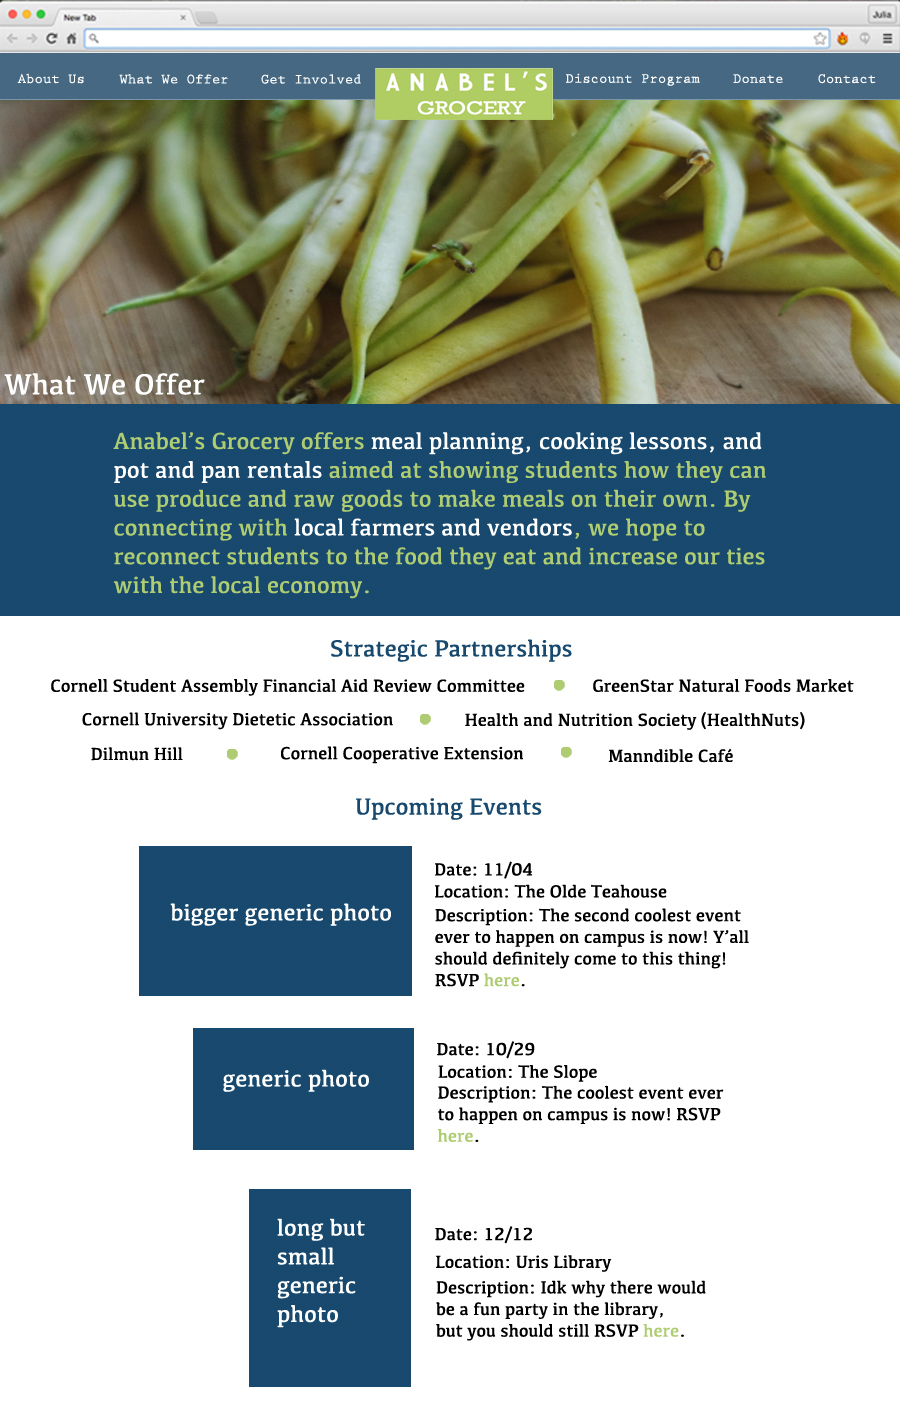 New Tab
Julia
About Us
What We Offer
Get Involved
ANABEL'S
GROCERY
Discount Program
Donate
Contact
What We Offer
Anabel's Grocery offers meal planning, cooking lessons, and
pot and pan rentals aimed at showing students how they can
use produce and raw goods to make meals on their own. By
connecting with local farmers and vendors, we hope to
reconnect students to the food they eat and increase our ties
with the local economy.
Strategic Partnerships
Cornell Student Assembly Financial Aid Review Committee
GreenStar Natural Foods Market
Cornell University Dietetic Association
Health and Nutrition Society (HealthNuts)
Dilmun Hill
Cornell Cooperative Extension
Manndible Café
Upcoming Events
bigger generic photo
Date: 11/04
Location: The Olde Teahouse
Description: The second coolest event
ever to happen on campus is now! Y'all
should definitely come to this thing!
RSVP here.
generic photo
Date: 10/29
Location: The Slope
Description: The coolest event ever
to happen on campus is now! RSVP
here.
long but
small
generic
photo
Date: 12/12
Location: Uris Library
Description: Idk why there would
be a fun party in the library,
but you should still RSVP here.